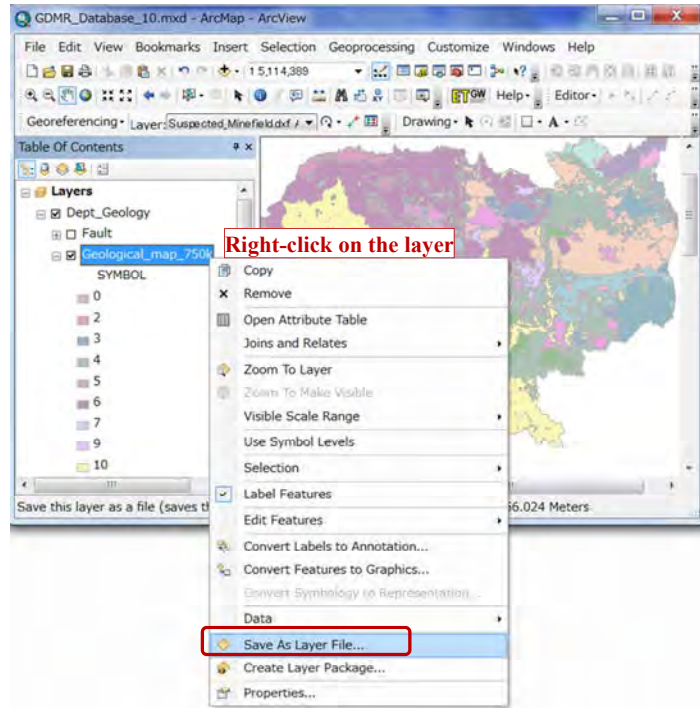 GDMR_Database_10.mxd - ArcMap - ArcView
File Edit View Bookmarks Insert Selection Geoprocessing Customize Windows Help
1:5,114,389
ETGW Help Editor
Georeferencing Layer: Suspected_Minefield.dxf Drawing A
Table Of Contents
Layers
Dept_Geology
Fault
Geological_map_750k
Right-click on the layer
SYMBOL
0
2
3
4
5
6
7
9
10
Copy
Remove
Open Attribute Table
Joins and Relates
Zoom To Layer
Zoom To Make Visible
Visible Scale Range
Use Symbol Levels
Selection
Label Features
Edit Features
Convert Labels to Annotation...
Convert Features to Graphics...
Convert Symbology to Representation...
Data
Save As Layer File...
Create Layer Package...
Properties...
Save this layer as a file (saves 6.024 Meters